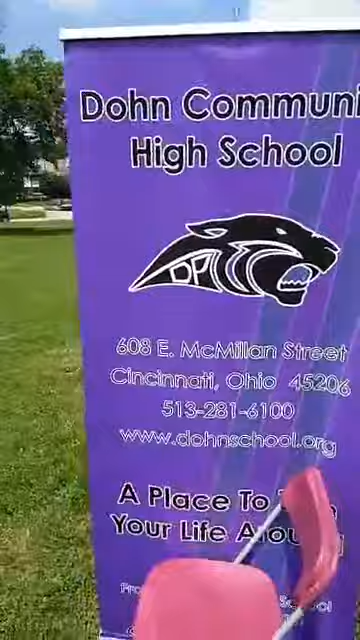 Dohn Communi
High School
DP
608 E. McMillan Street
Cincinnati, Ohio 45206
513-281-6100
www.dohnschool.org
A Place To
Your Life